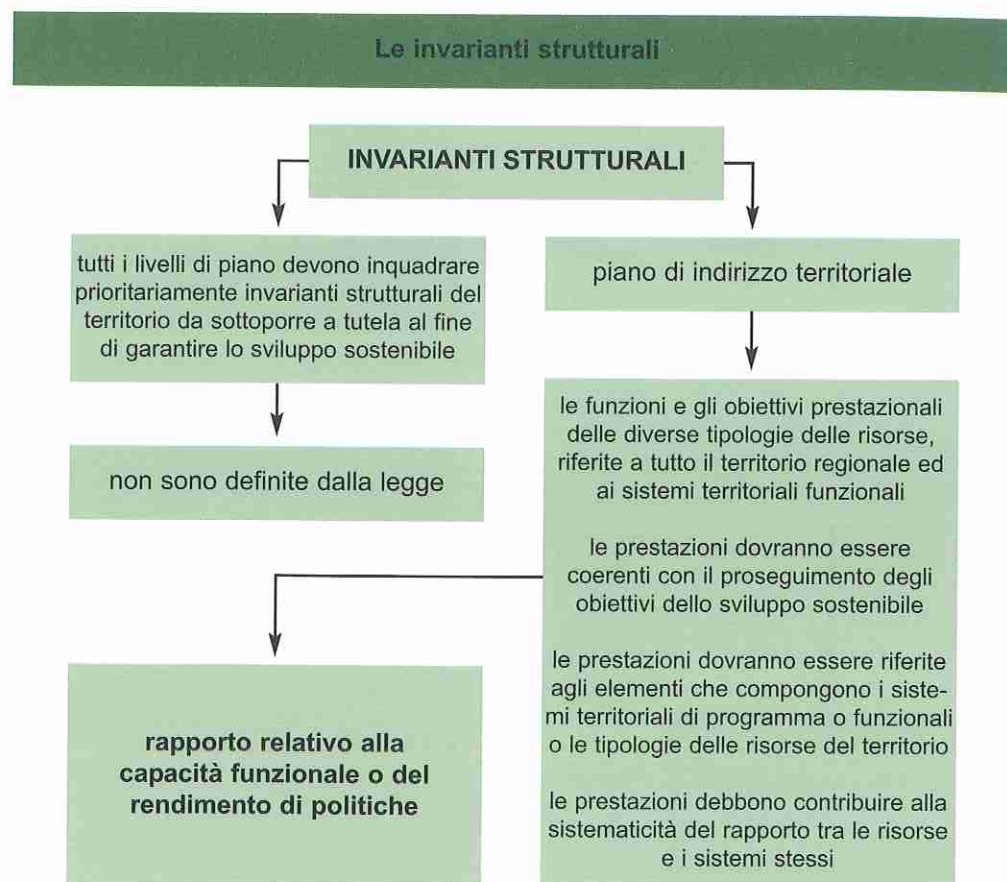 Le invarianti strutturali
INVARIANTI STRUTTURALI
tutti i livelli di piano devono inquadrare
prioritariamente invarianti strutturali del
territorio da sottoporre a tutela al fine
di garantire lo sviluppo sostenibile
non sono definite dalla legge
piano di indirizzo territoriale
le funzioni e gli obiettivi prestazionali
delle diverse tipologie delle risorse,
riferite a tutto il territorio regionale ed
ai sistemi territoriali funzionali
le prestazioni dovranno essere
coerenti con il proseguimento degli
obiettivi dello sviluppo sostenibile
le prestazioni dovranno essere riferite
agli elementi che compongono i siste-
mi territoriali di programma o funzionali
o le tipologie delle risorse del territorio
le prestazioni debbono contribuire alla
sistematicità del rapporto tra le risorse
e i sistemi stessi
rapporto relativo alla
capacità funzionale o del
rendimento di politiche